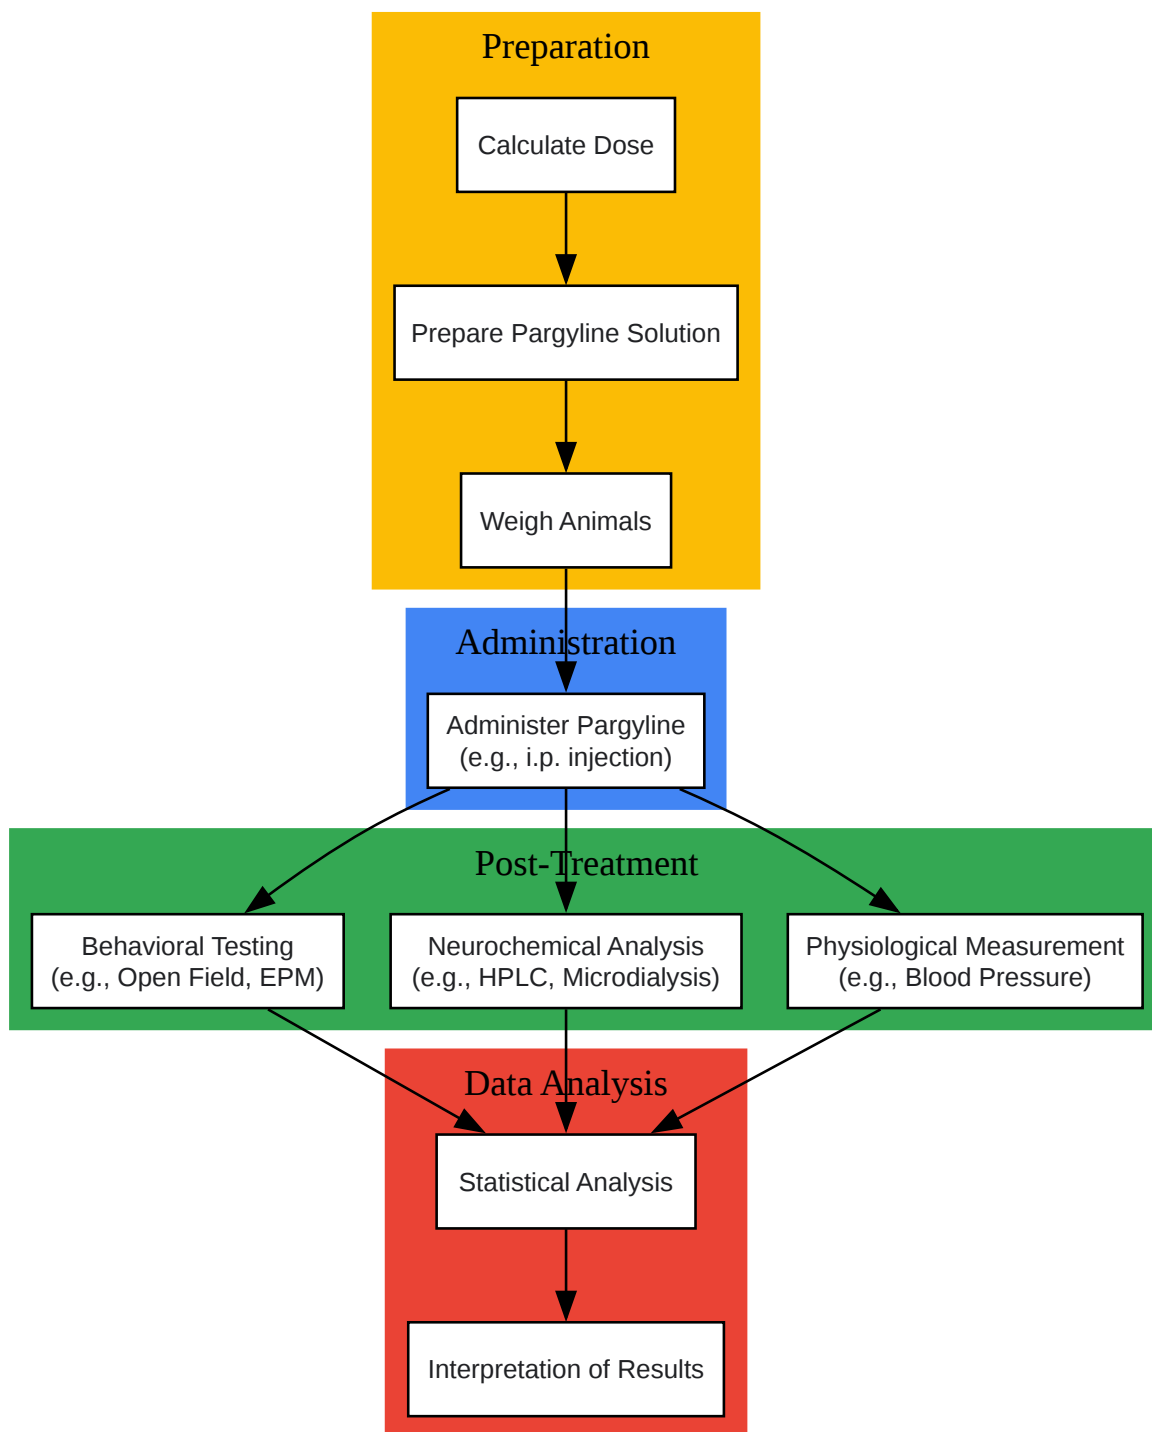 Preparation
Calculate Dose
Prepare Pargyline Solution
Weigh Animals
Administration
Administer Pargyline
(e.g., i.p. injection)
Post-Treatment
Behavioral Testing
(e.g., Open Field, EPM)
Neurochemical Analysis
(e.g., HPLC, Microdialysis)
Physiological Measurement
(e.g., Blood Pressure)
Data Analysis
Statistical Analysis
Interpretation of Results